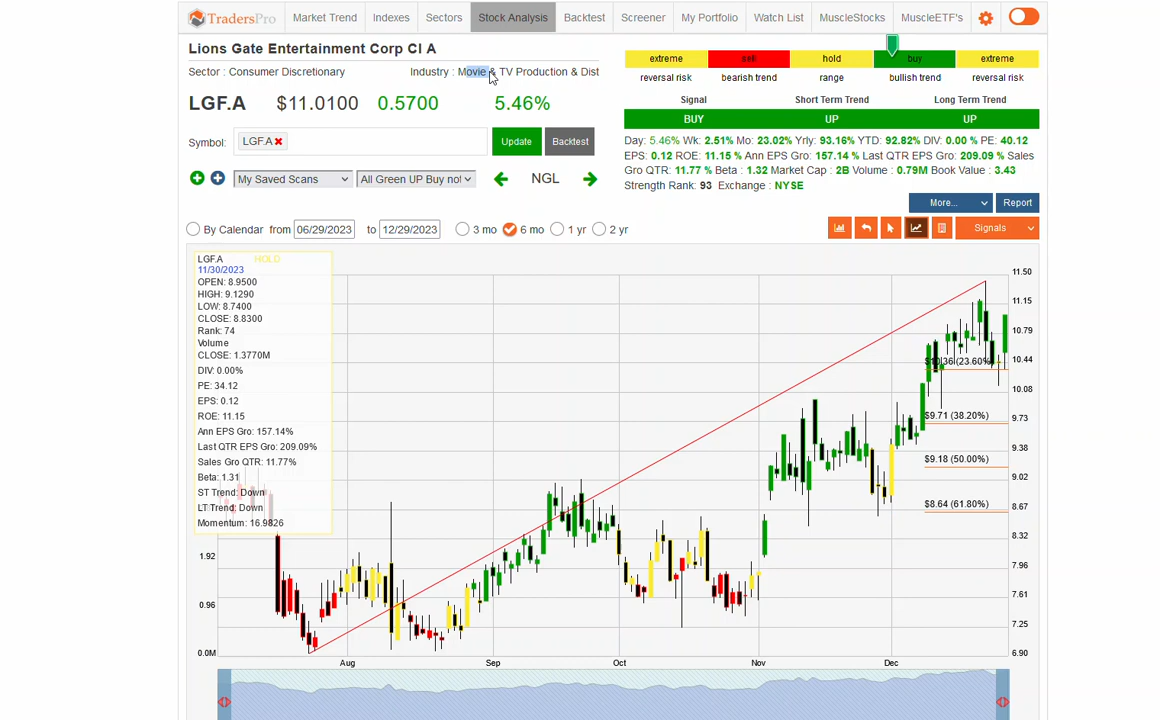 TradersPro Market Trend Indexes Sectors Stock Analysis Backtest Screener My Portfolio Watch List MuscleStocks MuscleETF's
Lions Gate Entertainment Corp Cl A
Sector : Consumer Discretionary Industry : Movie & TV Production & Dist
LGF.A $11.0100 0.5700 5.46%
Symbol: LGF.A Update Backtest
My Saved Scans All Green UP Buy not NGL
extreme sell hold buy extreme
reversal risk bearish trend range bullish trend reversal risk
Signal Short Term Trend Long Term Trend
BUY UP UP
Day: 5.46% Wk: 2.51% Mo: 23.02% Yrly: 93.16% YTD: 92.82% DIV: 0.00 % PE: 40.12
EPS: 0.12 ROE: 11.15 % Ann EPS Gro: 157.14 % Last QTR EPS Gro: 209.09 % Sales
Gro QTR: 11.77 % Beta : 1.32 Market Cap : 2B Volume : 0.79M Book Value : 3.43
Strength Rank: 93 Exchange : NYSE
More... Report
By Calendar from 06/29/2023 to 12/29/2023 3 mo 6 mo 1 yr 2 yr Signals
LGF.A HOLD
11/30/2023
OPEN: 8.9500
HIGH: 9.1290
LOW: 8.7400
CLOSE: 8.8300
Rank: 74
Volume
CLOSE: 1.3770M
DIV: 0.00%
PE: 34.12
EPS: 0.12
ROE: 11.15
Ann EPS Gro: 157.14%
Last QTR EPS Gro: 209.09%
Sales Gro QTR: 11.77%
Beta: 1.31
ST Trend: Down
LT Trend: Down
Momentum: 16.9826
1.92
0.96
0.0M
11.50
11.15
10.79
10.44
10.08
9.73
9.38
9.02
8.67
8.32
7.96
7.61
7.25
6.90
$10.36 (23.60%)
$9.71 (38.20%)
$9.18 (50.00%)
$8.64 (61.80%)
Aug Sep Oct Nov Dec